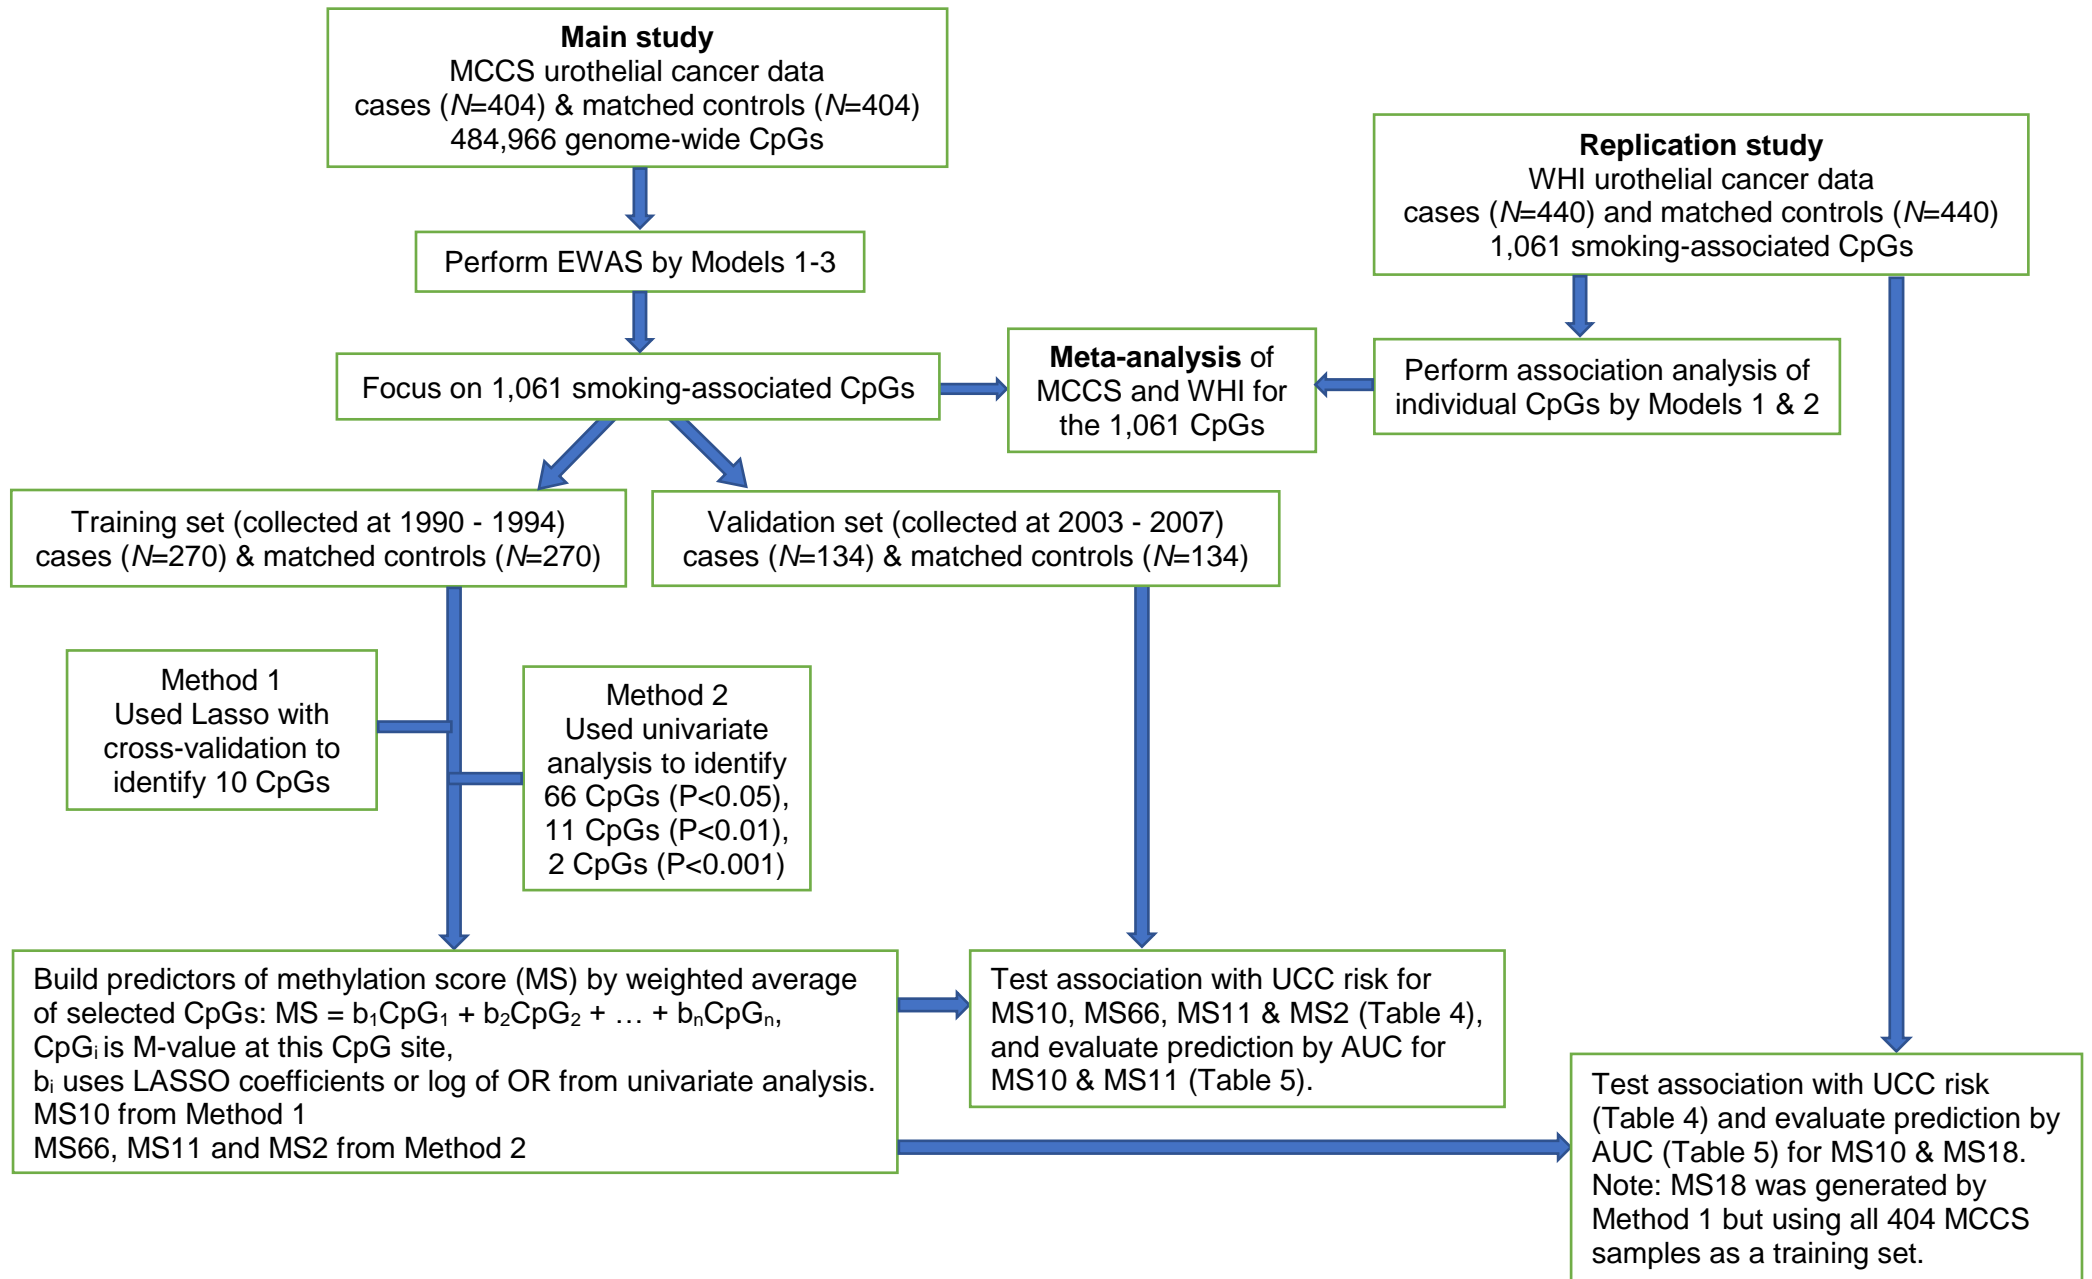 Main study
MCCS urothelial cancer data
cases (N=404) & matched controls (N=404)
484,966 genome-wide CpGs
Replication study
WHI urothelial cancer data
cases (N=440) and matched controls (N=440)
1,061 smoking-associated CpGs
Perform EWAS by Models 1-3
Focus on 1,061 smoking-associated CpGs
Meta-analysis of
MCCS and WHI for
the 1,061 CpGs
Perform association analysis of
individual CpGs by Models 1 & 2
Training set (collected at 1990 - 1994)
cases (N=270) & matched controls (N=270)
Validation set (collected at 2003 - 2007)
cases (N=134) & matched controls (N=134)
Method 1
Used Lasso with
cross-validation to
identify 10 CpGs
Method 2
Used univariate
analysis to identify
66 CpGs (P<0.05),
11 CpGs (P<0.01),
2 CpGs (P<0.001)
Build predictors of methylation score (MS) by weighted average
of selected CpGs: MS = b₁CpG₁ + b₂CpG₂ + … + bₙCpGₙ,
CpGᵢ is M-value at this CpG site,
bᵢ uses LASSO coefficients or log of OR from univariate analysis.
MS10 from Method 1
MS66, MS11 and MS2 from Method 2
Test association with UCC risk for
MS10, MS66, MS11 & MS2 (Table 4),
and evaluate prediction by AUC for
MS10 & MS11 (Table 5).
Test association with UCC risk
(Table 4) and evaluate prediction by
AUC (Table 5) for MS10 & MS18.
Note: MS18 was generated by
Method 1 but using all 404 MCCS
samples as a training set.